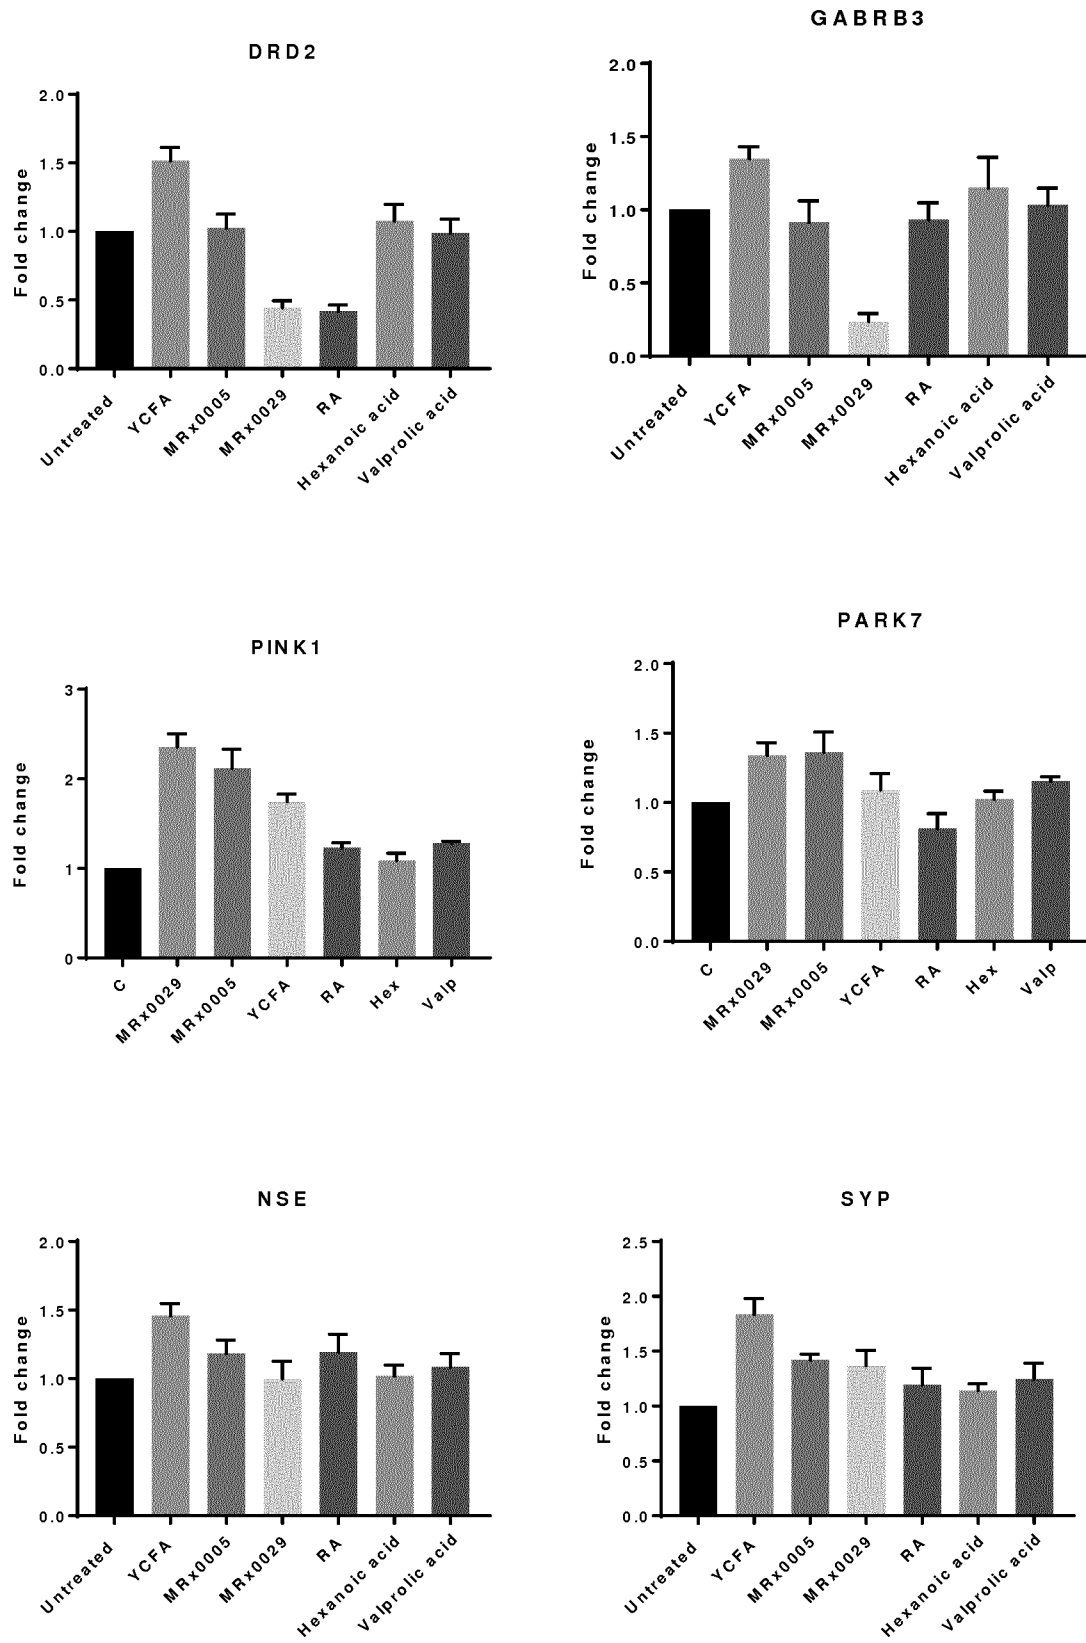 DRD2
Fold change
2.0
1.5
1.0
0.5
0.0
Untreated
YCFA
MRx0005
MRx0029
RA
Hexanoic acid
Valprolic acid
GABRB3
Fold change
2.0
1.5
1.0
0.5
0.0
Untreated
YCFA
MRx0005
MRx0029
RA
Hexanoic acid
Valprolic acid
PINK1
Fold change
3
2
1
0
C
MRx0029
MRx0005
YCFA
RA
Hex
Valp
PARK7
Fold change
2.0
1.5
1.0
0.5
0.0
C
MRx0029
MRx0005
YCFA
RA
Hex
Valp
NSE
Fold change
2.0
1.5
1.0
0.5
0.0
Untreated
YCFA
MRx0005
MRx0029
RA
Hexanoic acid
Valprolic acid
SYP
Fold change
2.5
2.0
1.5
1.0
0.5
0.0
Untreated
YCFA
MRx0005
MRx0029
RA
Hexanoic acid
Valprolic acid